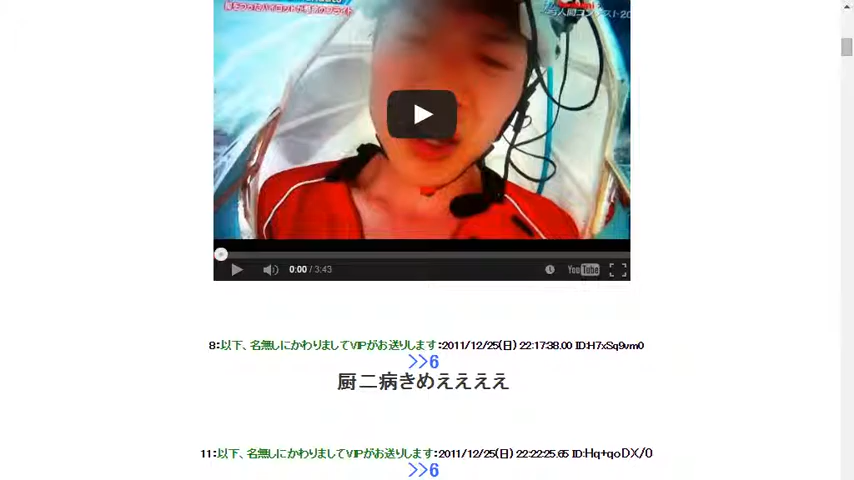 0:00 / 3:43
YouTube
8:以下、名無しにかわりましてVIPがお送りします:2011/12/25(日) 22:17:38.00 ID:H7xSq9vm0
>>6
厨二病きめええええ
11:以下、名無しにかわりましてVIPがお送りします:2011/12/25(日) 22:22:25.65 ID:Hq+qoDX/0
>>6